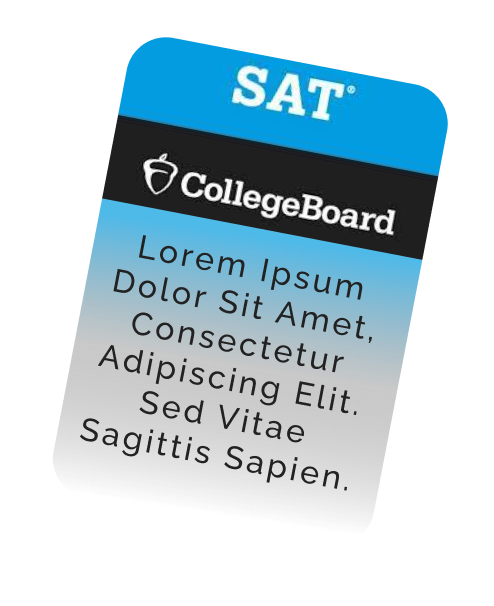 SAT®
CollegeBoard
Lorem Ipsum
Dolor Sit Amet,
Consectetur
Adipiscing Elit.
Sed Vitae
Sagittis Sapien.